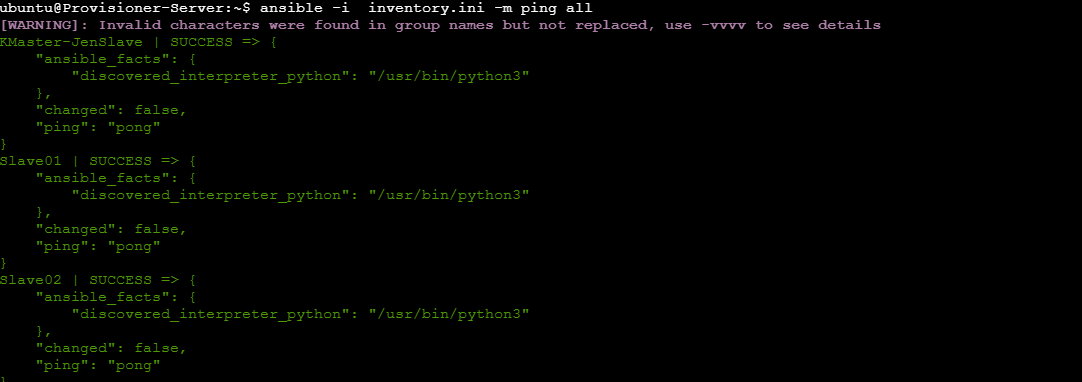 ubuntu@Provisioner-Server:~$ ansible -i  inventory.ini -m ping all
[WARNING]: Invalid characters were found in group names but not replaced, use -vvvv to see details
KMaster-JenSlave | SUCCESS => {
    "ansible_facts": {
        "discovered_interpreter_python": "/usr/bin/python3"
    },
    "changed": false,
    "ping": "pong"
}
Slave01 | SUCCESS => {
    "ansible_facts": {
        "discovered_interpreter_python": "/usr/bin/python3"
    },
    "changed": false,
    "ping": "pong"
}
Slave02 | SUCCESS => {
    "ansible_facts": {
        "discovered_interpreter_python": "/usr/bin/python3"
    },
    "changed": false,
    "ping": "pong"
}